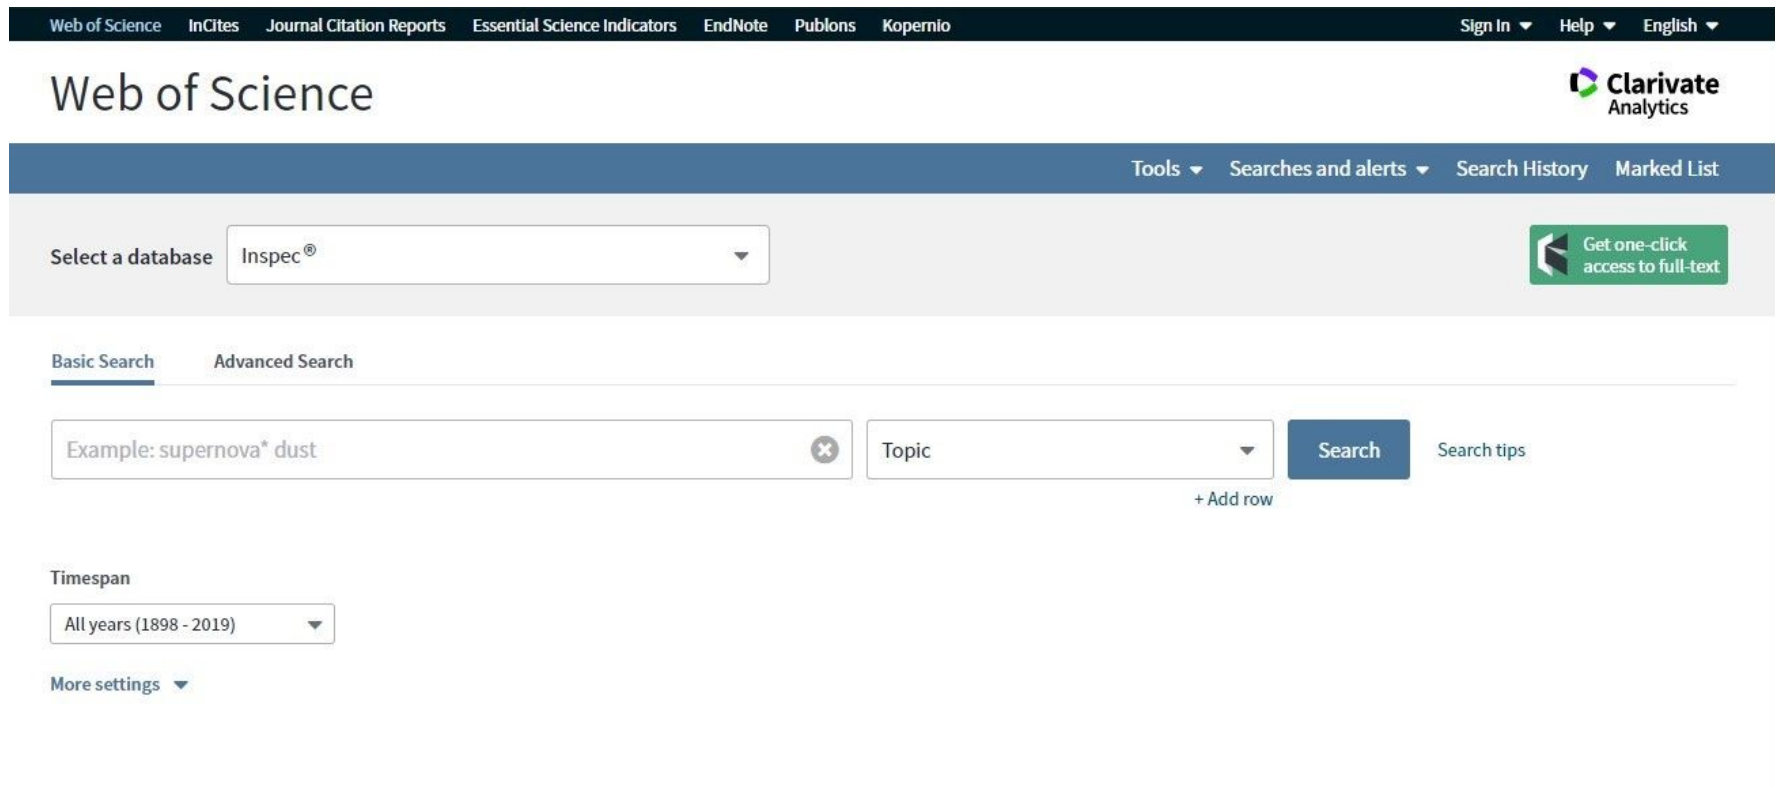 Web of Science InCites Journal Citation Reports Essential Science Indicators EndNote Publons Kopernio Sign In Help English
Web of Science
Clarivate
Analytics
Tools Searches and alerts Search History Marked List
Select a database Inspec®
Get one-click
access to full-text
Basic Search Advanced Search
Example: supernova* dust Topic Search Search tips
+ Add row
Timespan
All years (1898 - 2019)
More settings